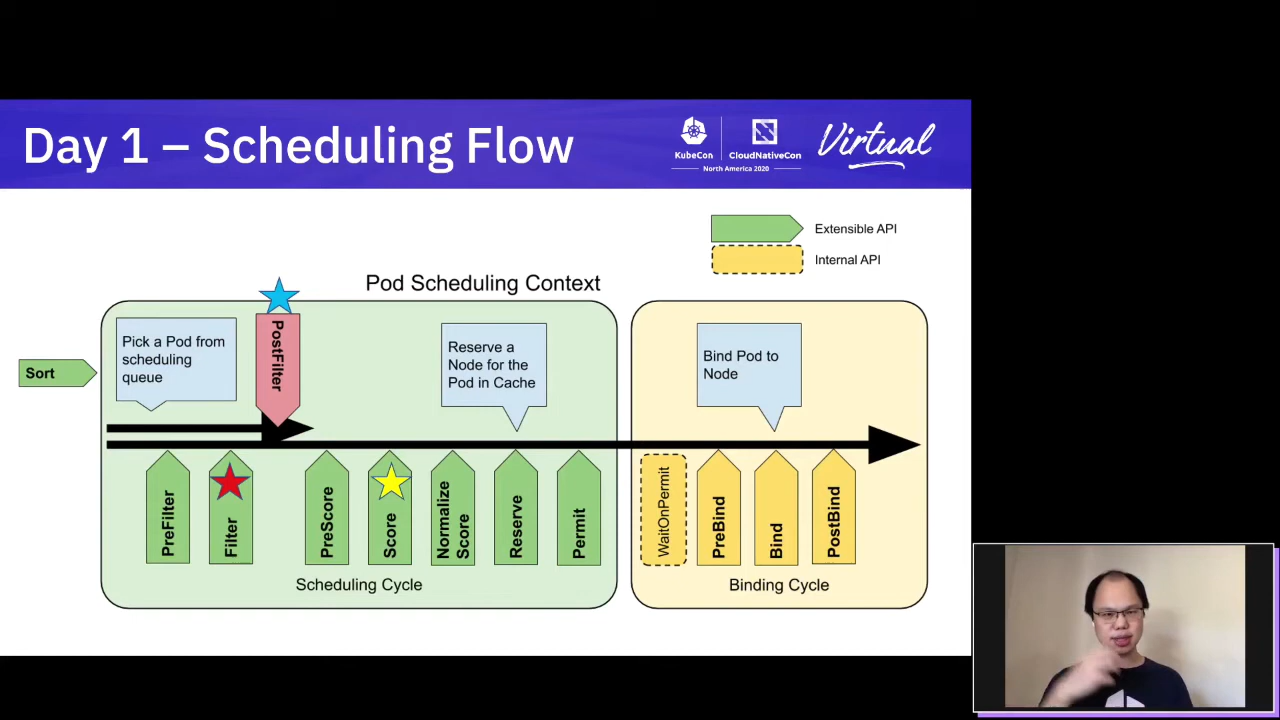 Day 1 – Scheduling Flow
KubeCon
CloudNativeCon
North America 2020
Virtual
Extensible API
Internal API
Pod Scheduling Context
Sort
Pick a Pod from
scheduling
queue
PostFilter
Reserve a
Node for the
Pod in Cache
Bind Pod to
Node
PreFilter
Filter
PreScore
Score
Normalize
Score
Reserve
Permit
WaitOnPermit
PreBind
Bind
PostBind
Scheduling Cycle
Binding Cycle